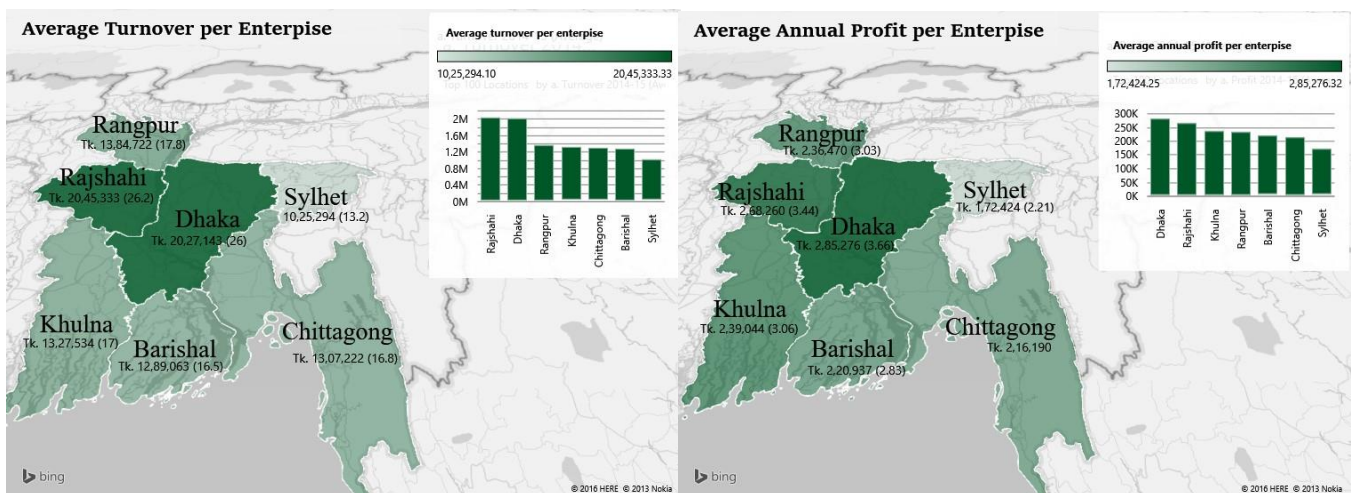 Average Turnover per Enterpise
Average turnover per enterpise
10,25,294.10 20,45,333.33
2M
1.6M
1.2M
0.8M
0.4M
0M
Rajshahi
Dhaka
Rangpur
Khulna
Chittagong
Barishal
Sylhet
Rangpur
Tk. 13,84,722 (17.8)
Rajshahi
Tk. 20,45,333 (26.2)
Dhaka
Tk. 20,27,143 (26)
Sylhet
10,25,294 (13.2)
Khulna
Tk. 13,27,534 (17)
Barishal
Tk. 12,89,063 (16.5)
Chittagong
Tk. 13,07,222 (16.8)
bing
© 2016 HERE © 2013 Nokia
Average Annual Profit per Enterpise
Average annual profit per enterpise
1,72,424.25 2,85,276.32
300K
250K
200K
150K
100K
50K
0K
Dhaka
Rajshahi
Khulna
Rangpur
Barishal
Chittagong
Sylhet
Rangpur
Tk. 2,36,470 (3.03)
Rajshahi
Tk. 2,68,260 (3.44)
Dhaka
Tk. 2,85,276 (3.66)
Sylhet
Tk. 1,72,424 (2.21)
Khulna
Tk. 2,39,044 (3.06)
Barishal
Tk. 2,20,937 (2.83)
Chittagong
Tk. 2,16,190
bing
© 2016 HERE © 2013 Nokia